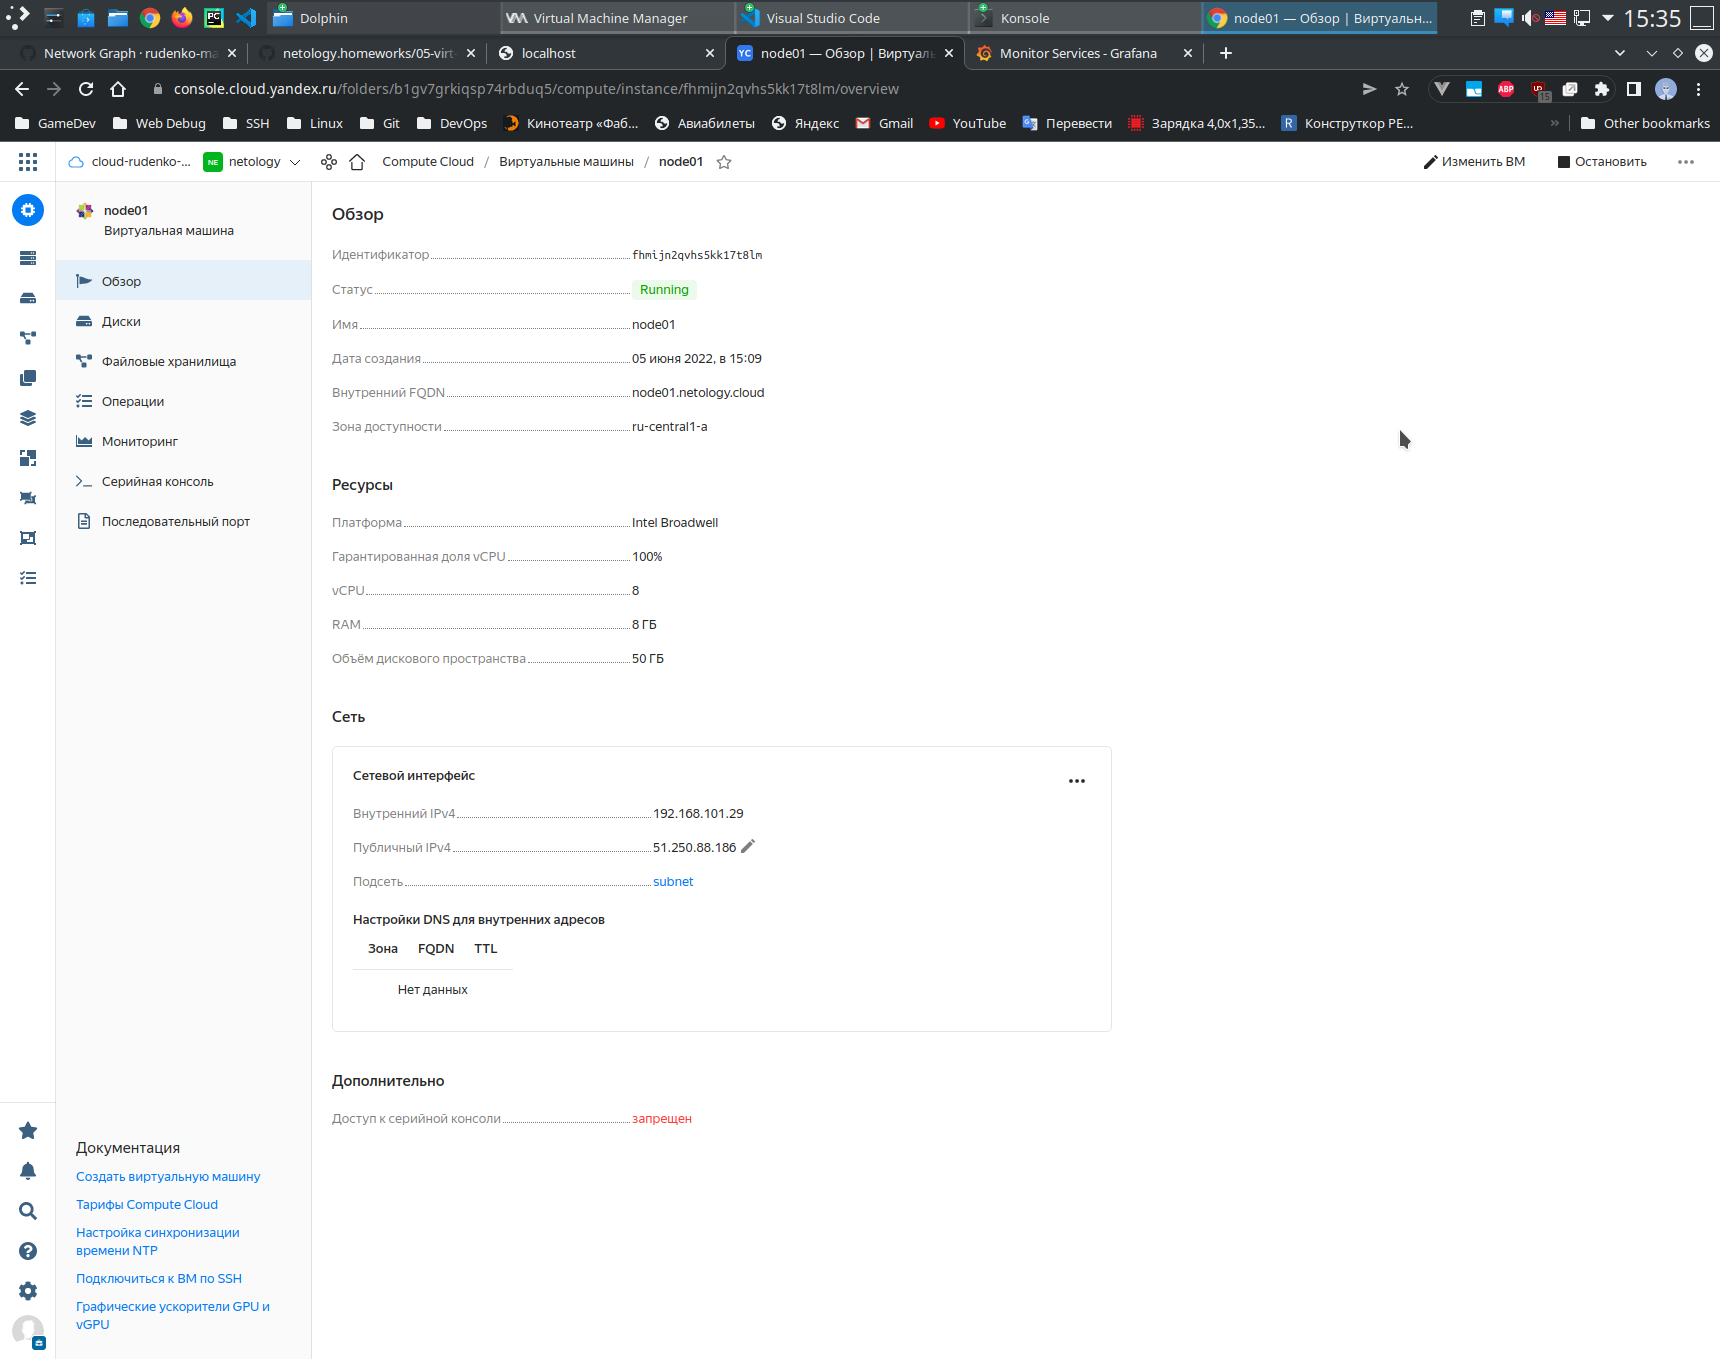 Dolphin
Virtual Machine Manager
Visual Studio Code
Konsole
node01 — Обзор | Виртуальн...
15:35
Network Graph · rudenko-ma
netology.homeworks/05-virt-
localhost
node01 — Обзор | Виртуаль
Monitor Services - Grafana
console.cloud.yandex.ru/folders/b1gv7grkiqsp74rbduq5/compute/instance/fhmijn2qvhs5kk17t8lm/overview
ABP
15
GameDev
Web Debug
SSH
Linux
Git
DevOps
Кинотеатр «Фаб...
Авиабилеты
Яндекс
Gmail
YouTube
Перевести
Зарядка 4,0x1,35...
R Конструткор РЕ...
»
Other bookmarks
cloud-rudenko-...
NE netology
Compute Cloud / Виртуальные машины / node01
Изменить ВМ
Остановить
node01
Виртуальная машина
Обзор
Диски
Файловые хранилища
Операции
Мониторинг
Серийная консоль
Последовательный порт
Документация
Создать виртуальную машину
Тарифы Compute Cloud
Настройка синхронизации
времени NTP
Подключиться к ВМ по SSH
Графические ускорители GPU и
vGPU
Обзор
Идентификатор fhmijn2qvhs5kk17t8lm
Статус Running
Имя node01
Дата создания 05 июня 2022, в 15:09
Внутренний FQDN node01.netology.cloud
Зона доступности ru-central1-a
Ресурсы
Платформа Intel Broadwell
Гарантированная доля vCPU 100%
vCPU 8
RAM 8 ГБ
Объём дискового пространства 50 ГБ
Сеть
Сетевой интерфейс
Внутренний IPv4 192.168.101.29
Публичный IPv4 51.250.88.186
Подсеть subnet
Настройки DNS для внутренних адресов
Зона FQDN TTL
Нет данных
Дополнительно
Доступ к серийной консоли запрещен